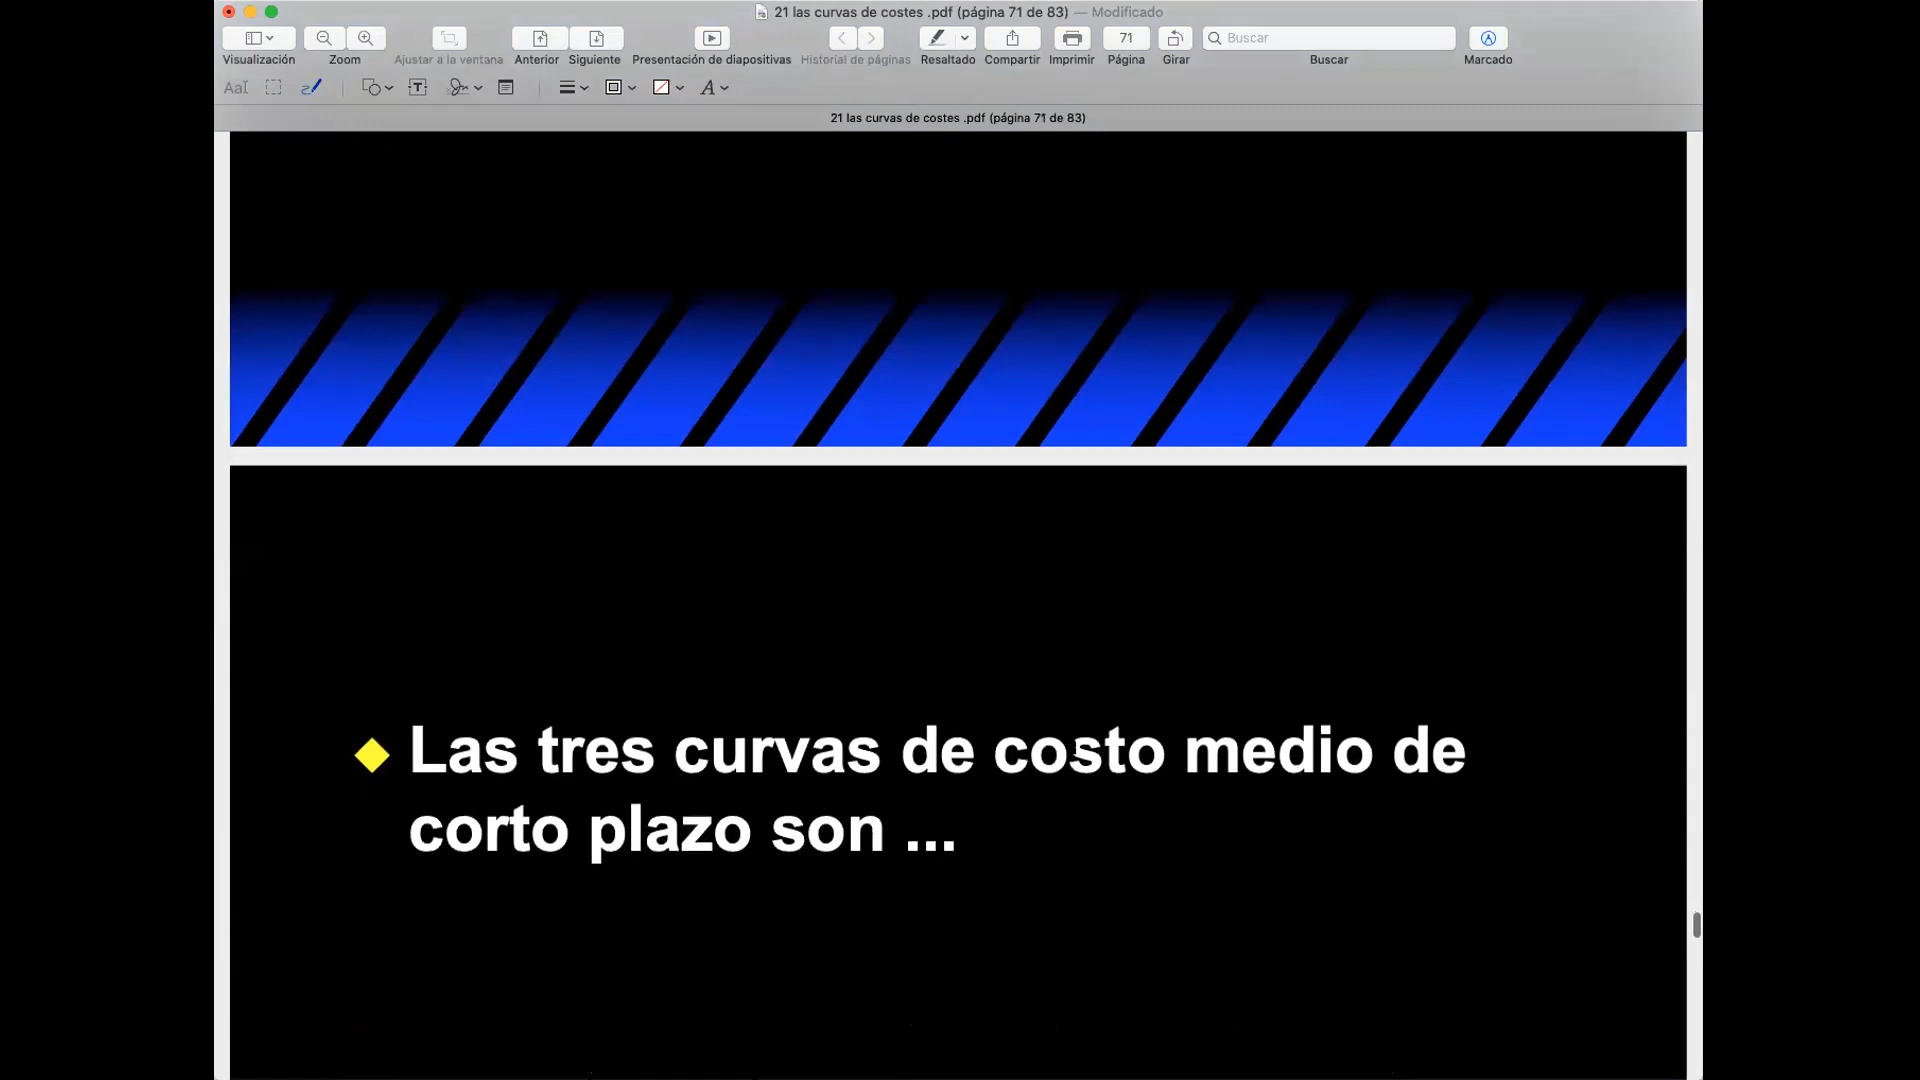 21 las curvas de costes .pdf (página 71 de 83) — Modificado
71
Buscar
Visualización
Zoom
Ajustar a la ventana
Anterior
Siguiente
Presentación de diapositivas
Historial de páginas
Resaltado
Compartir
Imprimir
Página
Girar
Buscar
Marcado
21 las curvas de costes .pdf (página 71 de 83)
Las tres curvas de costo medio de
corto plazo son ...